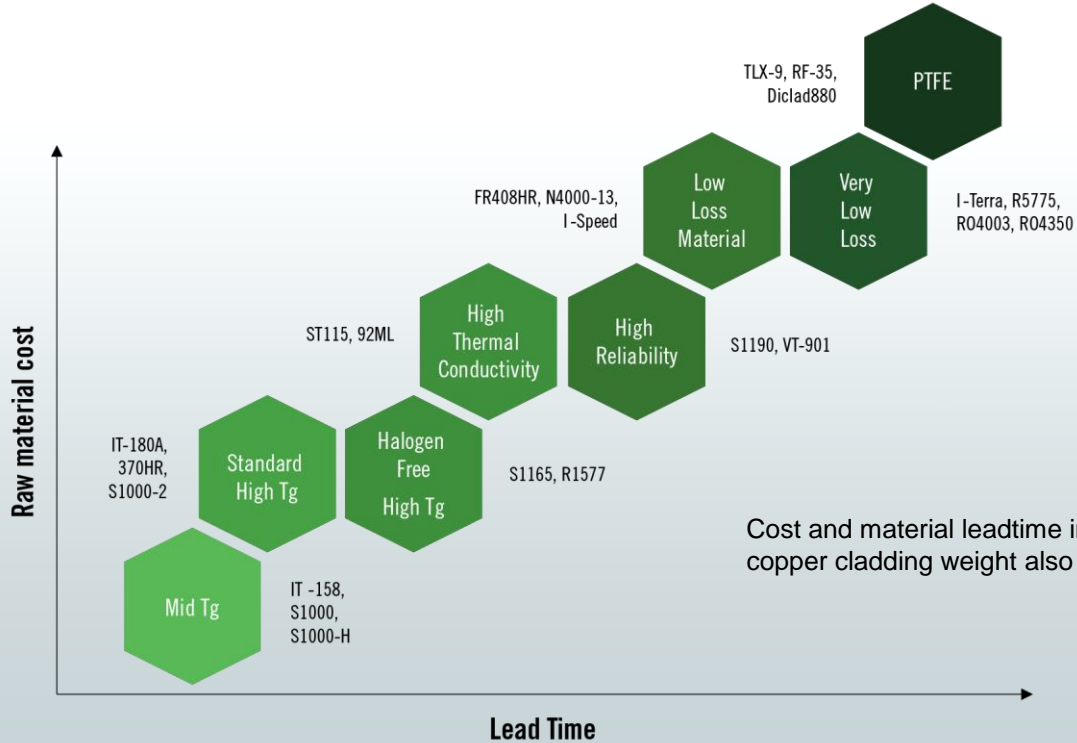 TLX-9, RF-35,
Diclad880
PTFE
FR408HR, N4000-13,
I-Speed
Low
Loss
Material
Very
Low
Loss
I-Terra, R5775,
RO4003, RO4350
ST115, 92ML
High
Thermal
Conductivity
High
Reliability
S1190, VT-901
IT-180A,
370HR,
S1000-2
Standard
High Tg
Halogen
Free
High Tg
S1165, R1577
Cost and material leadtime
copper cladding weight also
Mid Tg
IT -158,
S1000,
S1000-H
Raw material cost
Lead Time